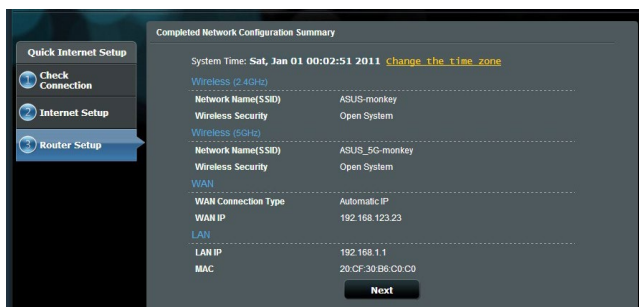 Completed Network Configuration Summary
Quick Internet Setup
1 Check Connection
2 Internet Setup
3 Router Setup
System Time: Sat, Jan 01 00:02:51 2011 Change the time zone
Wireless (2.4GHz)
Network Name(SSID) ASUS-monkey
Wireless Security Open System
Wireless (5GHz)
Network Name(SSID) ASUS_5G-monkey
Wireless Security Open System
WAN
WAN Connection Type Automatic IP
WAN IP 192.168.123.23
LAN
LAN IP 192.168.1.1
MAC 20:CF:30:B6:C0:C0
Next